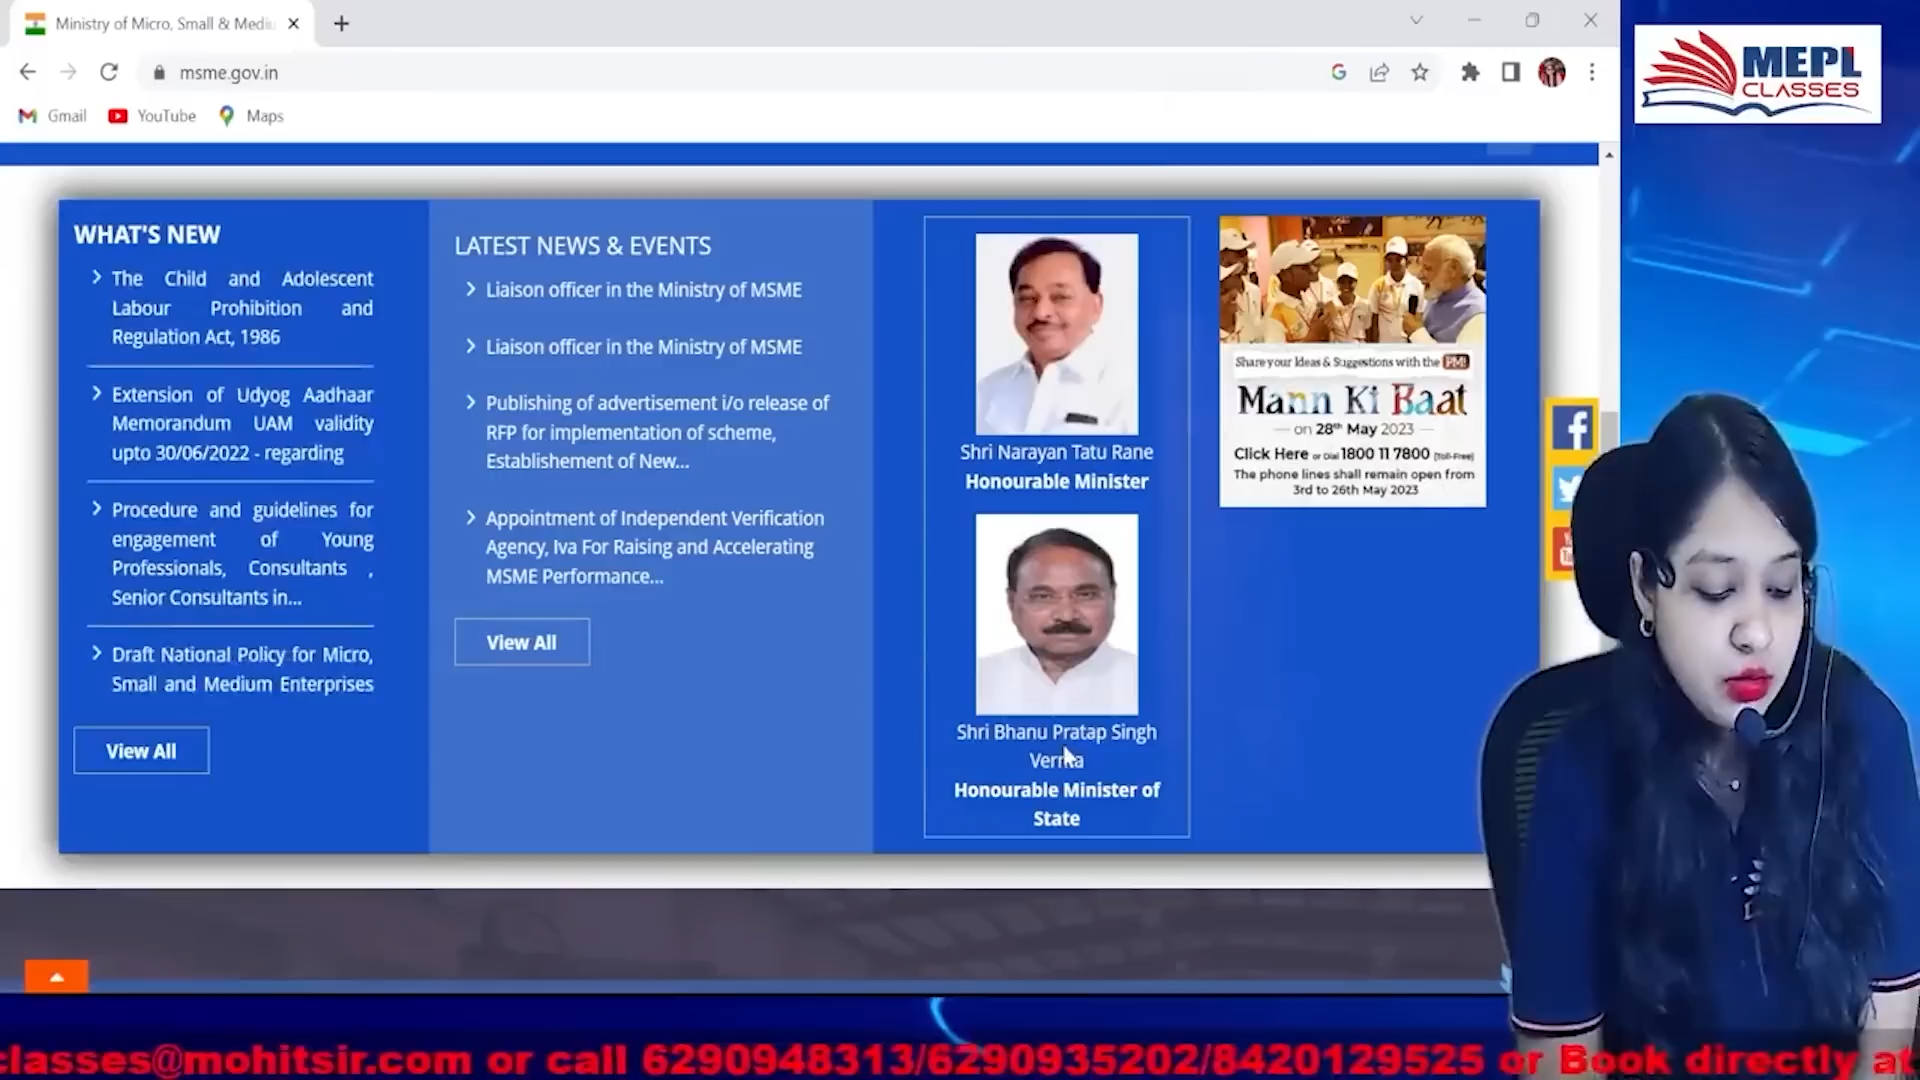 Ministry of Micro, Small & Mediu
msme.gov.in
Gmail
YouTube
Maps
MEPL
CLASSES
WHAT'S NEW
The Child and Adolescent
Labour Prohibition and
Regulation Act, 1986
Extension of Udyog Aadhaar
Memorandum UAM validity
upto 30/06/2022 - regarding
Procedure and guidelines for
engagement of Young
Professionals, Consultants ,
Senior Consultants in...
Draft National Policy for Micro,
Small and Medium Enterprises
View All
LATEST NEWS & EVENTS
Liaison officer in the Ministry of MSME
Liaison officer in the Ministry of MSME
Publishing of advertisement i/o release of
RFP for implementation of scheme,
Establishement of New...
Appointment of Independent Verification
Agency, Iva For Raising and Accelerating
MSME Performance...
View All
Shri Narayan Tatu Rane
Honourable Minister
Shri Bhanu Pratap Singh
Verma
Honourable Minister of
State
Share your Ideas & Suggestions with the PM!
Mann Ki Baat
on 28th May 2023
Click Here or Dial 1800 11 7800 (Toll-Free)
The phone lines shall remain open from
3rd to 26th May 2023
classes@mohitsir.com or call 6290948313/6290935202/8420129525 or Book directly at